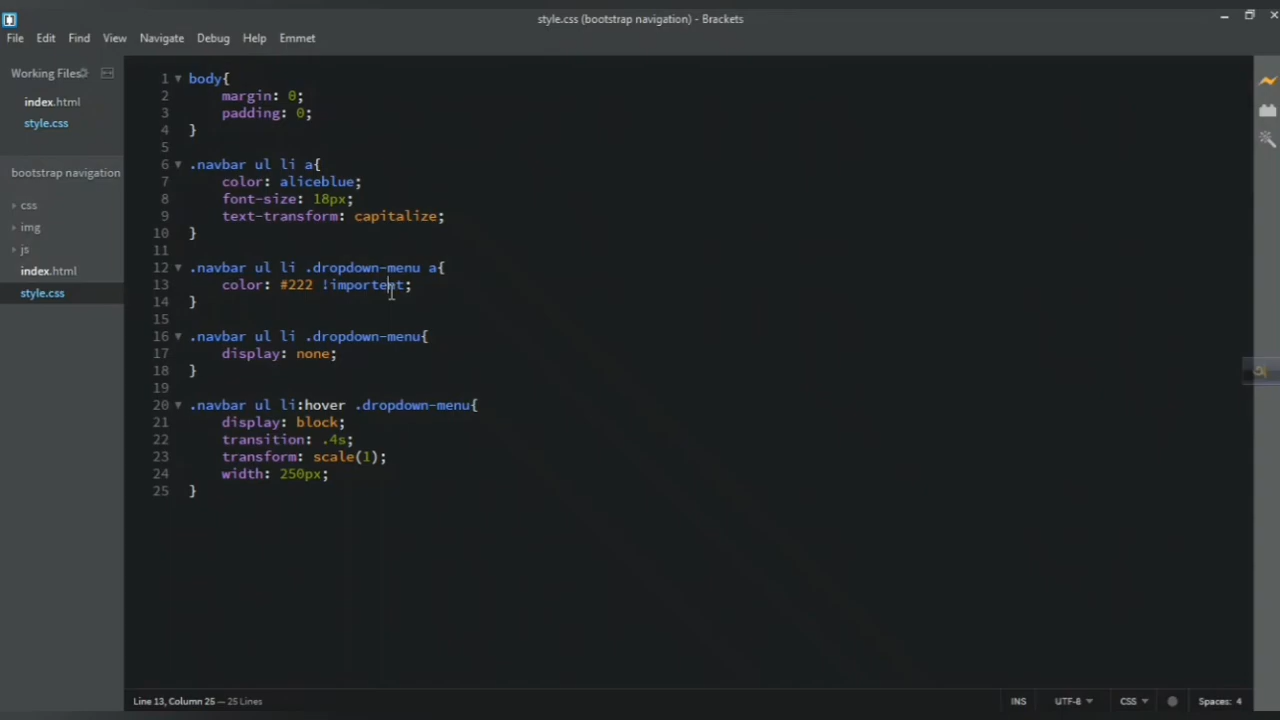 style.css (bootstrap navigation) - Brackets
File Edit Find View Navigate Debug Help Emmet
Working Files
index.html
style.css
bootstrap navigation
css
img
js
index.html
style.css
1 body{
2 margin: 0;
3 padding: 0;
4 }
5
6 .navbar ul li a{
7 color: aliceblue;
8 font-size: 18px;
9 text-transform: capitalize;
10 }
11
12 .navbar ul li .dropdown-menu a{
13 color: #222 !importent;
14 }
15
16 .navbar ul li .dropdown-menu{
17 display: none;
18 }
19
20 .navbar ul li:hover .dropdown-menu{
21 display: block;
22 transition: .4s;
23 transform: scale(1);
24 width: 250px;
25 }
Line 13, Column 25 — 25 Lines
INS UTF-8 CSS Spaces: 4